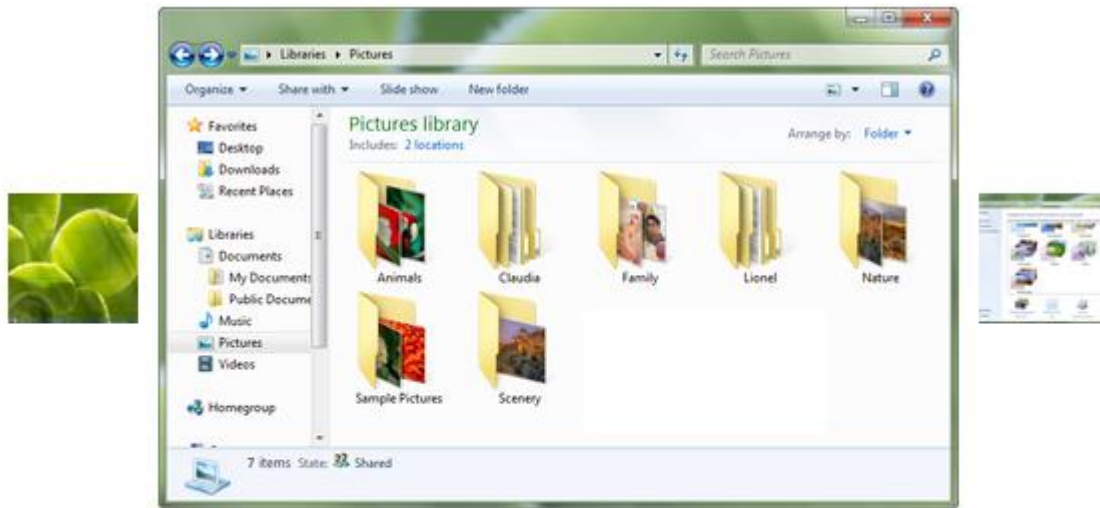 Libraries Pictures
Search Pictures
Organize Share with Slide show New folder
Favorites
Desktop
Downloads
Recent Places
Libraries
Documents
My Documents
Public Docume
Music
Pictures
Videos
Homegroup
Pictures library
Includes: 2 locations
Arrange by: Folder
Animals
Claudia
Family
Lionel
Nature
Sample Pictures
Scenery
7 items State: Shared